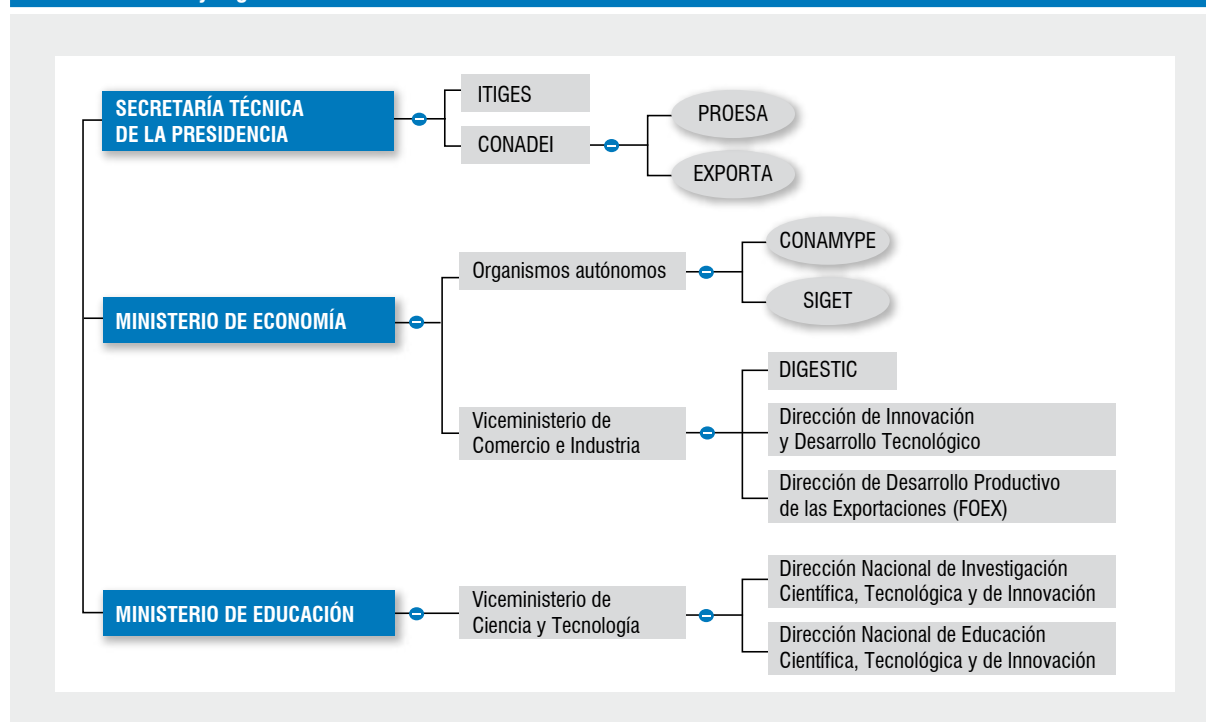 SECRETARÍA TÉCNICA
DE LA PRESIDENCIA
ITIGES
CONADEI
PROESA
EXPORTA
MINISTERIO DE ECONOMÍA
Organismos autónomos
CONAMYPE
SIGET
Viceministerio de
Comercio e Industria
DIGESTIC
Dirección de Innovación
y Desarrollo Tecnológico
Dirección de Desarrollo Productivo
de las Exportaciones (FOEX)
MINISTERIO DE EDUCACIÓN
Viceministerio de
Ciencia y Tecnología
Dirección Nacional de Investigación
Científica, Tecnológica y de Innovación
Dirección Nacional de Educación
Científica, Tecnológica y de Innovación